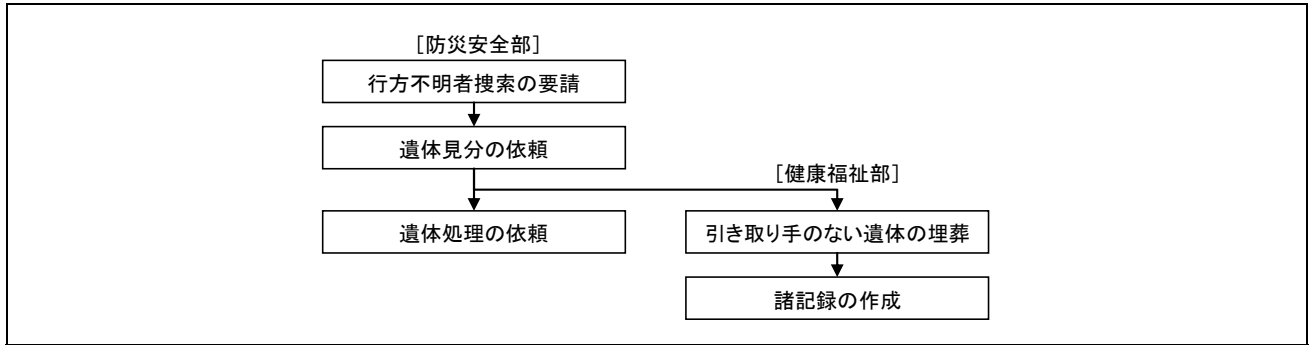 ［防災安全部］
行方不明者捜索の要請
遺体見分の依頼
［健康福祉部］
遺体処理の依頼
引き取り手のない遺体の埋葬
諸記録の作成